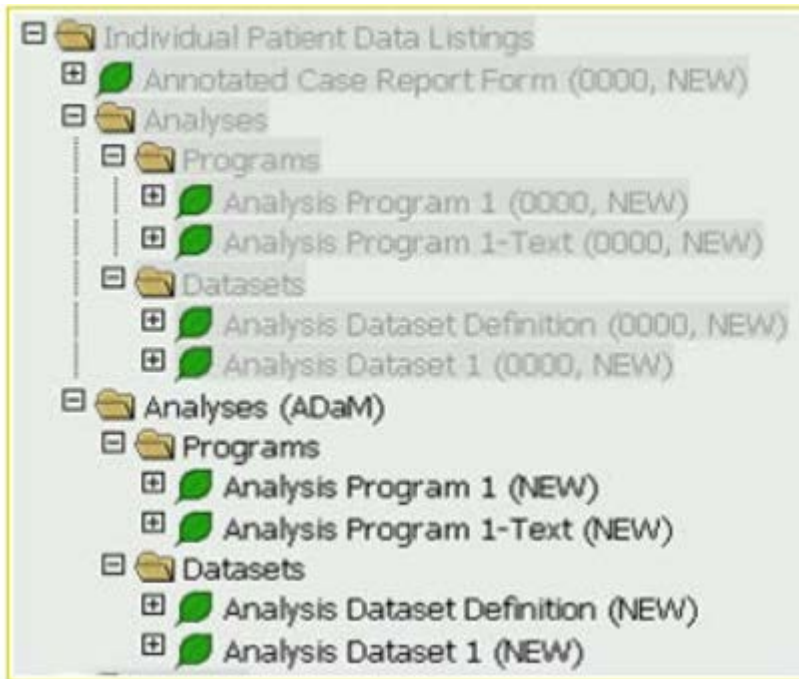 Individual Patient Data Listings
Annotated Case Report Form (0000, NEW)
Analyses
Programs
Analysis Program 1 (0000, NEW)
Analysis Program 1-Text (0000, NEW)
Datasets
Analysis Dataset Definition (0000, NEW)
Analysis Dataset 1 (0000, NEW)
Analyses (ADaM)
Programs
Analysis Program 1 (NEW)
Analysis Program 1-Text (NEW)
Datasets
Analysis Dataset Definition (NEW)
Analysis Dataset 1 (NEW)